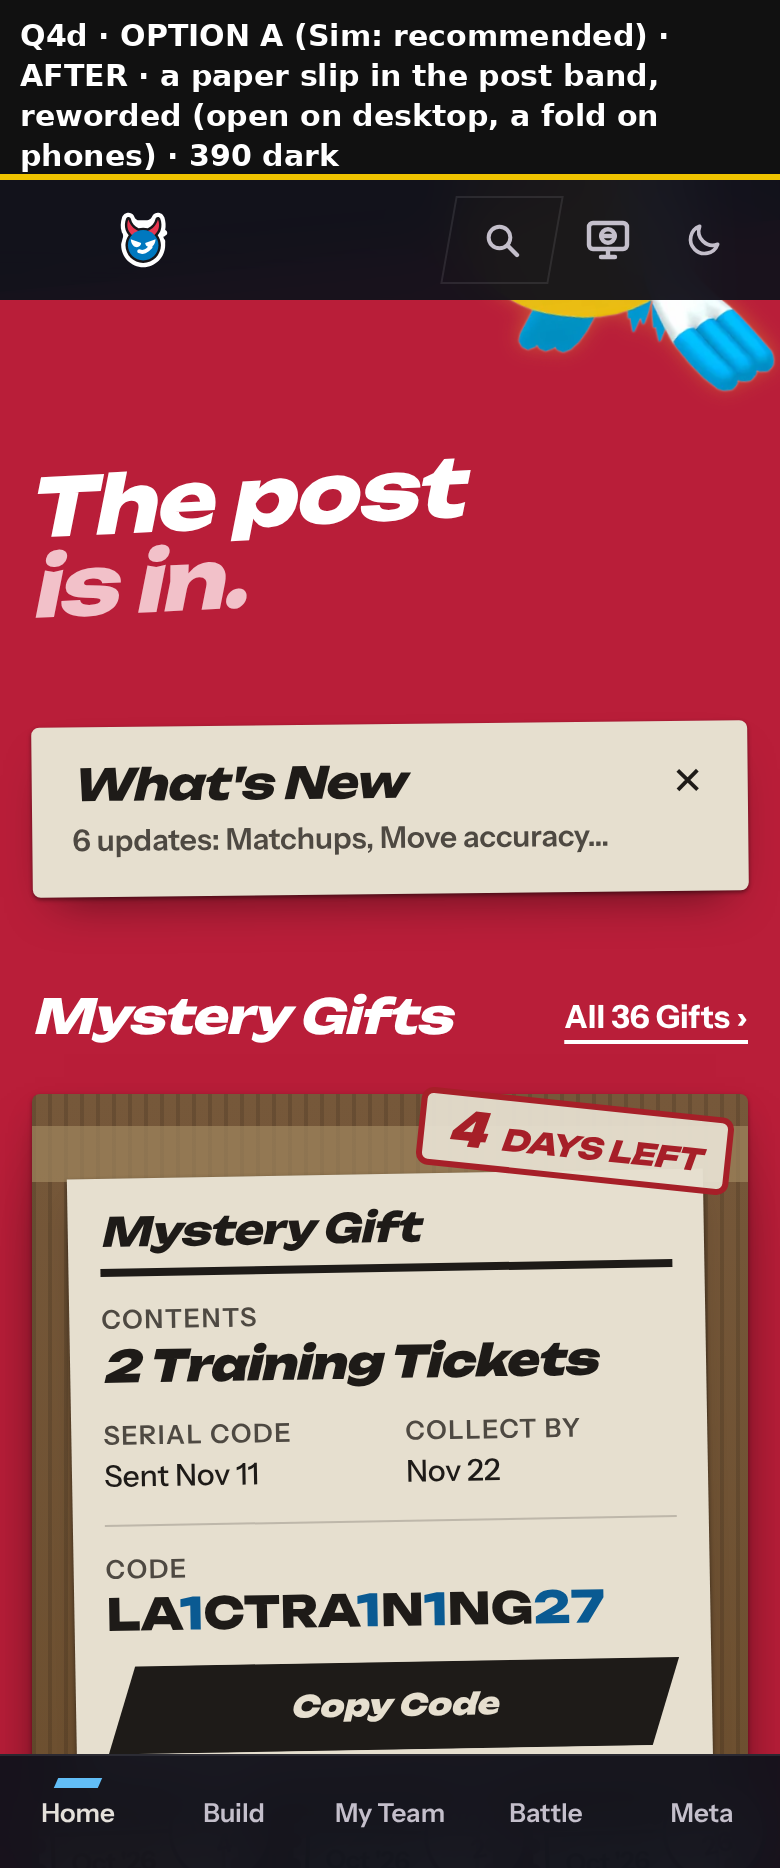 Q4d · OPTION A (Sim: recommended) ·
AFTER · a paper slip in the post band,
reworded (open on desktop, a fold on
phones) · 390 dark
The post
is in.
What's New
6 updates: Matchups, Move accuracy...
Mystery Gifts
All 36 Gifts ›
4 DAYS LEFT
Mystery Gift
CONTENTS
2 Training Tickets
SERIAL CODE
COLLECT BY
Sent Nov 11
Nov 22
CODE
LA1CTRA1N1NG27
Copy Code
Home
Build
My Team
Battle
Meta